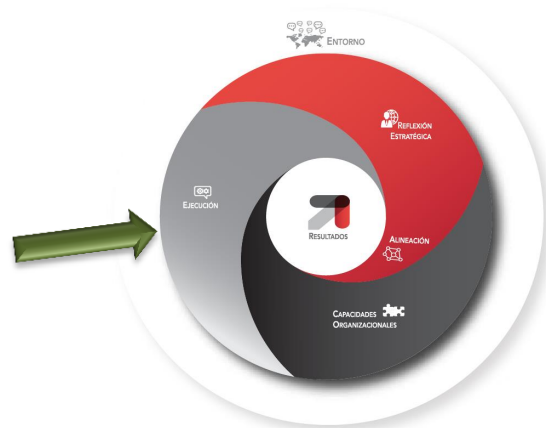 ENTORNO
REFLEXIÓN
ESTRATÉGICA
EJECUCIÓN
RESULTADOS
ALINEACIÓN
CAPACIDADES
ORGANIZACIONALES